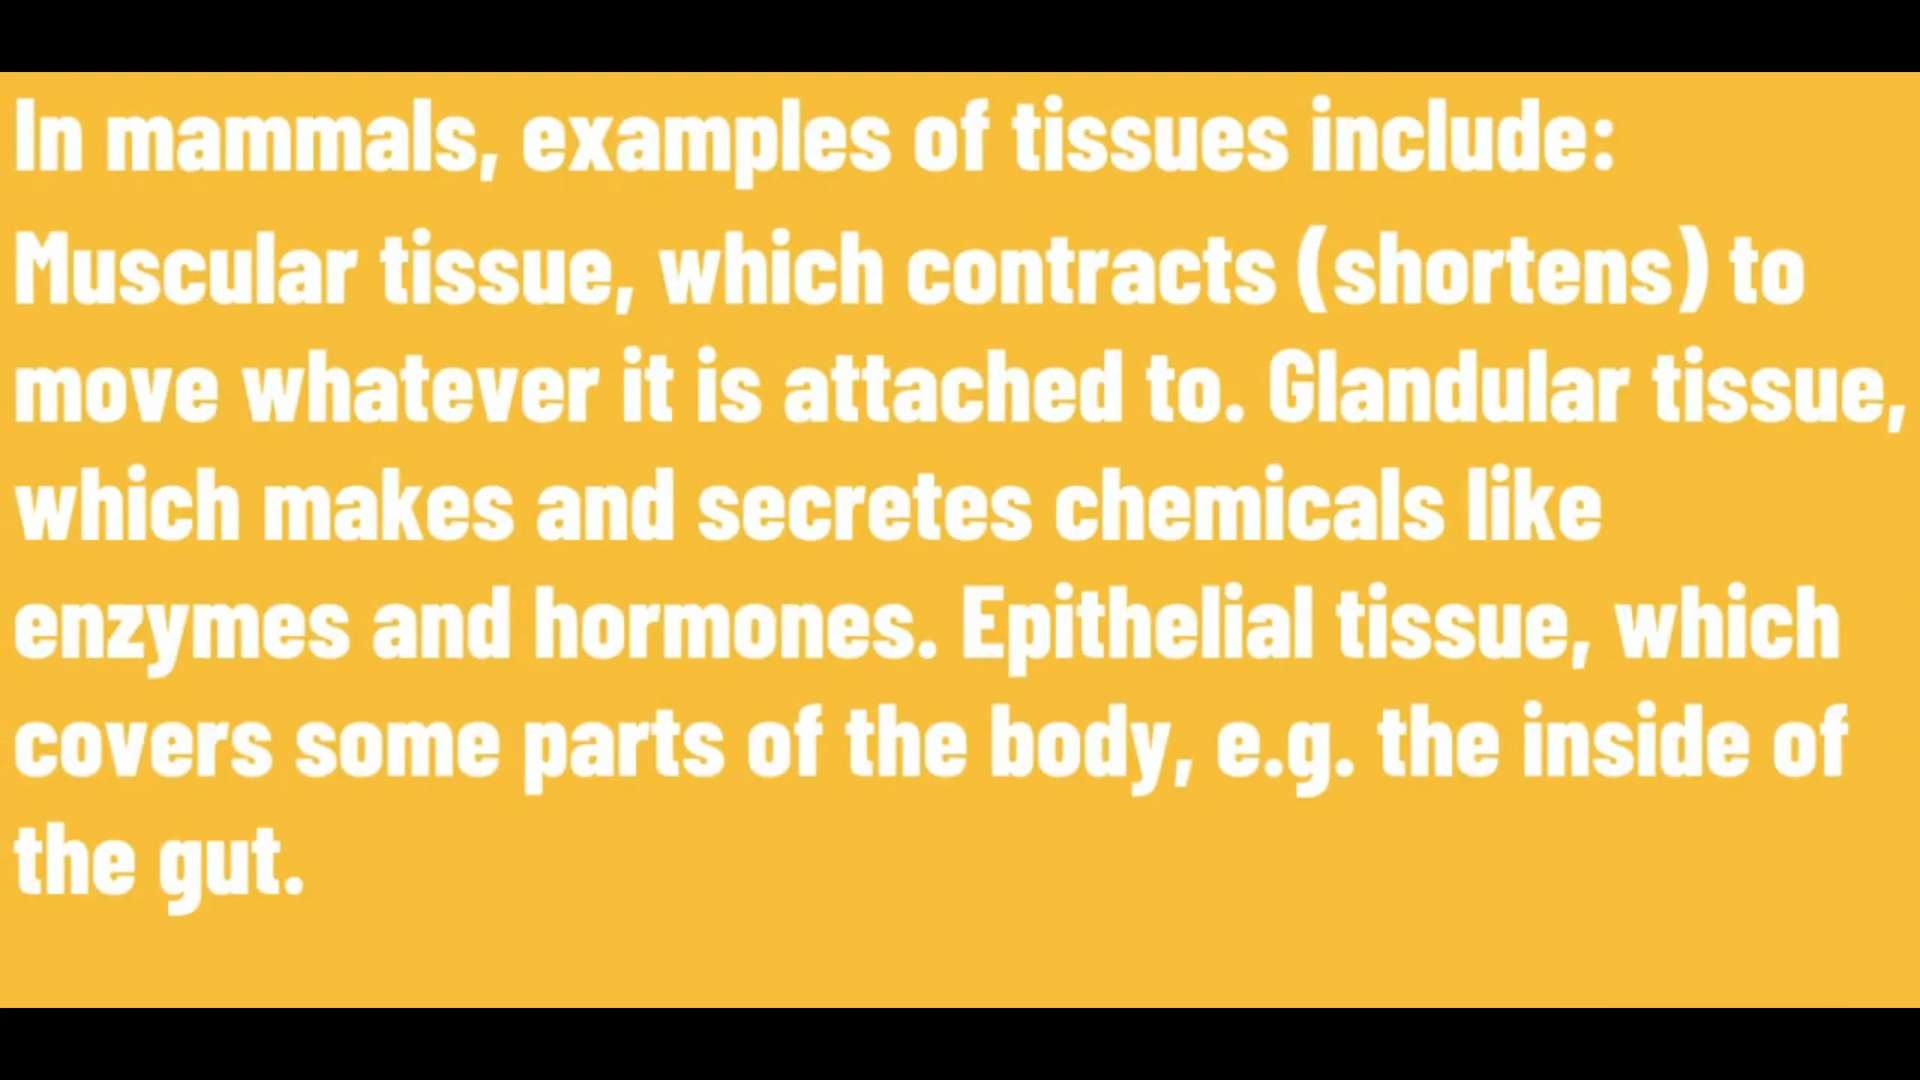 In mammals, examples of tissues include:
Muscular tissue, which contracts (shortens) to
move whatever it is attached to. Glandular tissue,
which makes and secretes chemicals like
enzymes and hormones. Epithelial tissue, which
covers some parts of the body, e.g. the inside of
the gut.